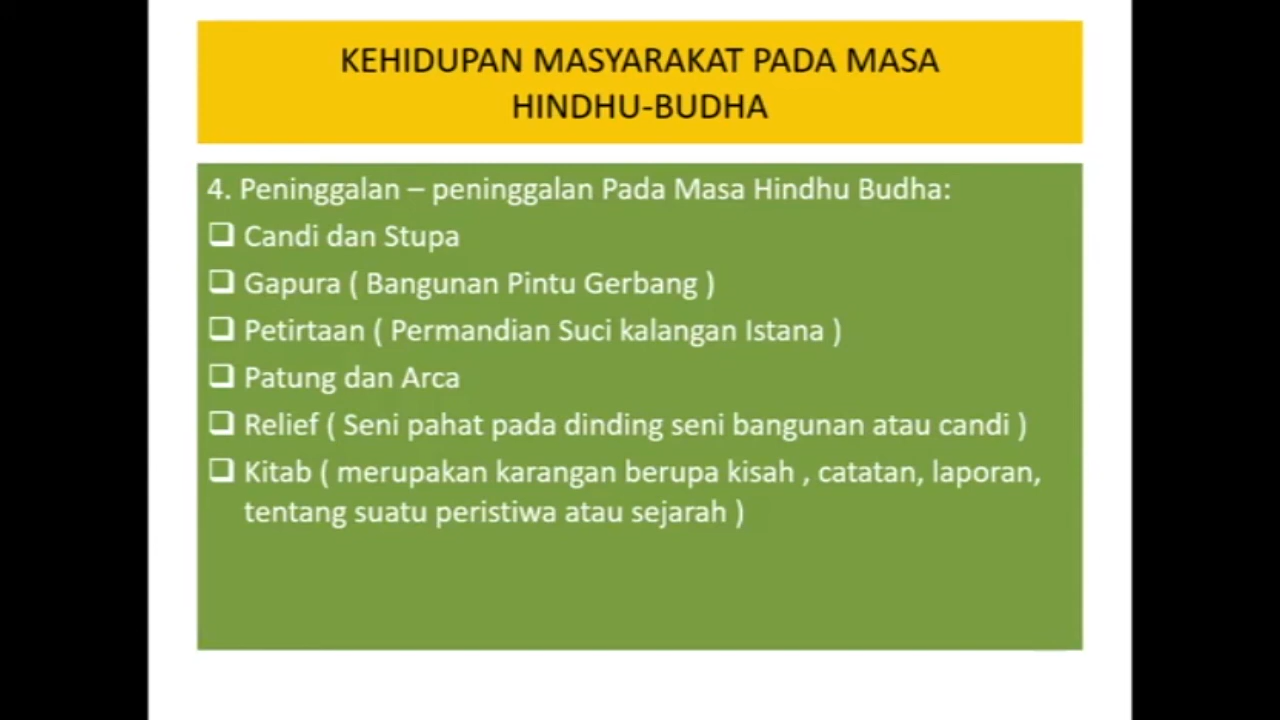 KEHIDUPAN MASYARAKAT PADA MASA
HINDHU-BUDHA
4. Peninggalan – peninggalan Pada Masa Hindhu Budha:
❑ Candi dan Stupa
❑ Gapura ( Bangunan Pintu Gerbang )
❑ Petirtaan ( Permandian Suci kalangan Istana )
❑ Patung dan Arca
❑ Relief ( Seni pahat pada dinding seni bangunan atau candi )
❑ Kitab ( merupakan karangan berupa kisah , catatan, laporan,
tentang suatu peristiwa atau sejarah )